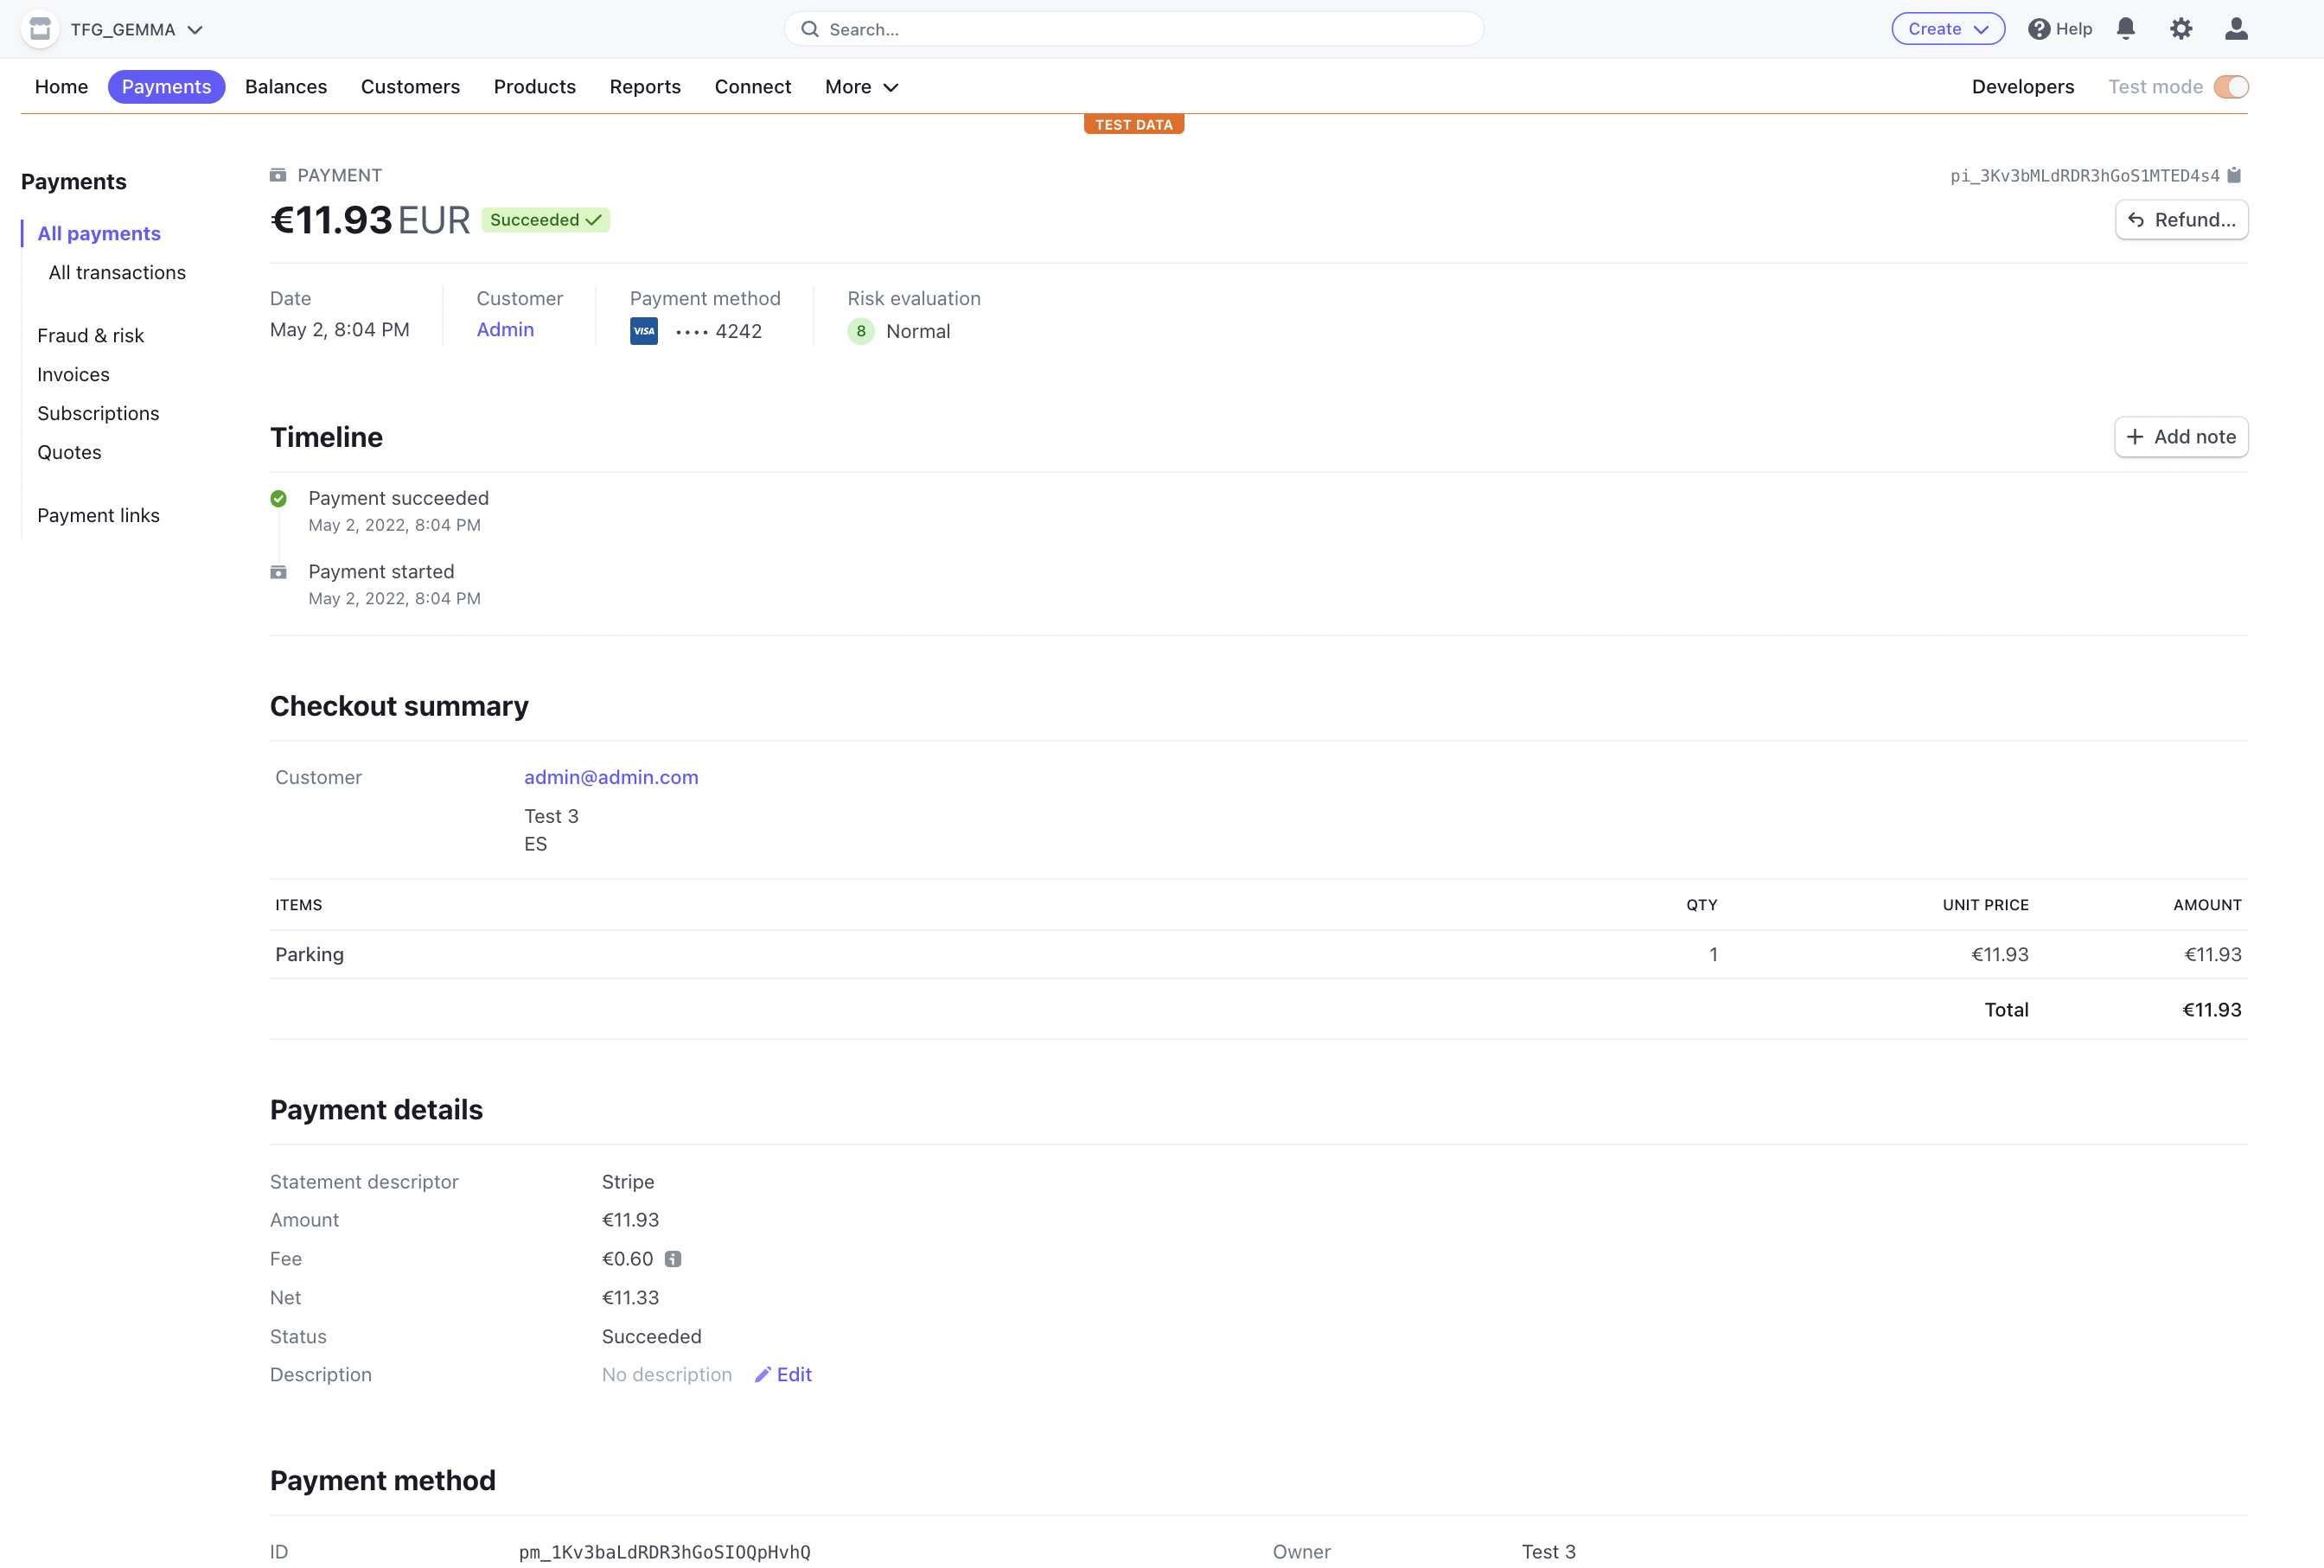 TFG_GEMMA
Search...
Create
Help
Home
Payments
Balances
Customers
Products
Reports
Connect
More
Developers
Test mode
TEST DATA
Payments
All payments
All transactions
Fraud & risk
Invoices
Subscriptions
Quotes
Payment links
PAYMENT
pi_3Kv3bMLdRDR3hGoS1MTED4s4
€11.93 EUR
Succeeded
Refund...
Date
Customer
Payment method
Risk evaluation
May 2, 8:04 PM
Admin
VISA
•••• 4242
8
Normal
Timeline
Add note
Payment succeeded
May 2, 2022, 8:04 PM
Payment started
May 2, 2022, 8:04 PM
Checkout summary
Customer
admin@admin.com
Test 3
ES
ITEMS QTY UNIT PRICE AMOUNT
Parking 1 €11.93 €11.93
Total €11.93
Payment details
Statement descriptor Stripe
Amount €11.93
Fee €0.60
Net €11.33
Status Succeeded
Description No description Edit
Payment method
ID pm_1Kv3baLdRDR3hGoSIOQpHvhQ Owner Test 3